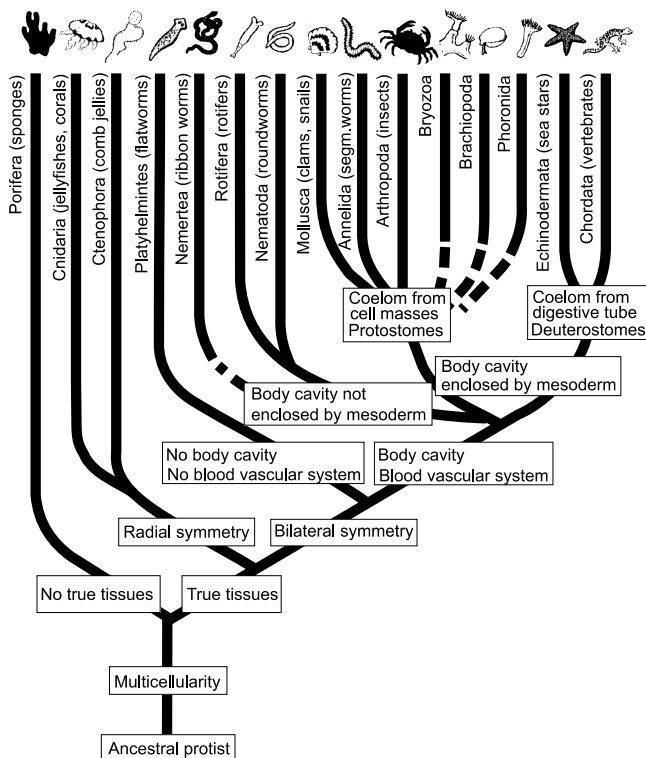 Porifera (sponges)
Cnidaria (jellyfishes, corals)
Ctenophora (comb jellies)
Platyhelmintes (flatworms)
Nemertea (ribbon worms)
Rotifera (rotifers)
Nematoda (roundworms)
Mollusca (clams, snails)
Annelida (segm.worms)
Arthropoda (insects)
Bryozoa
Brachiopoda
Phoronida
Echinodermata (sea stars)
Chordata (vertebrates)
Coelom from
cell masses
Protostomes
Coelom from
digestive tube
Deuterostomes
Body cavity
enclosed by mesoderm
Body cavity not
enclosed by mesoderm
No body cavity
No blood vascular system
Body cavity
Blood vascular system
Radial symmetry
Bilateral symmetry
No true tissues
True tissues
Multicellularity
Ancestral protist